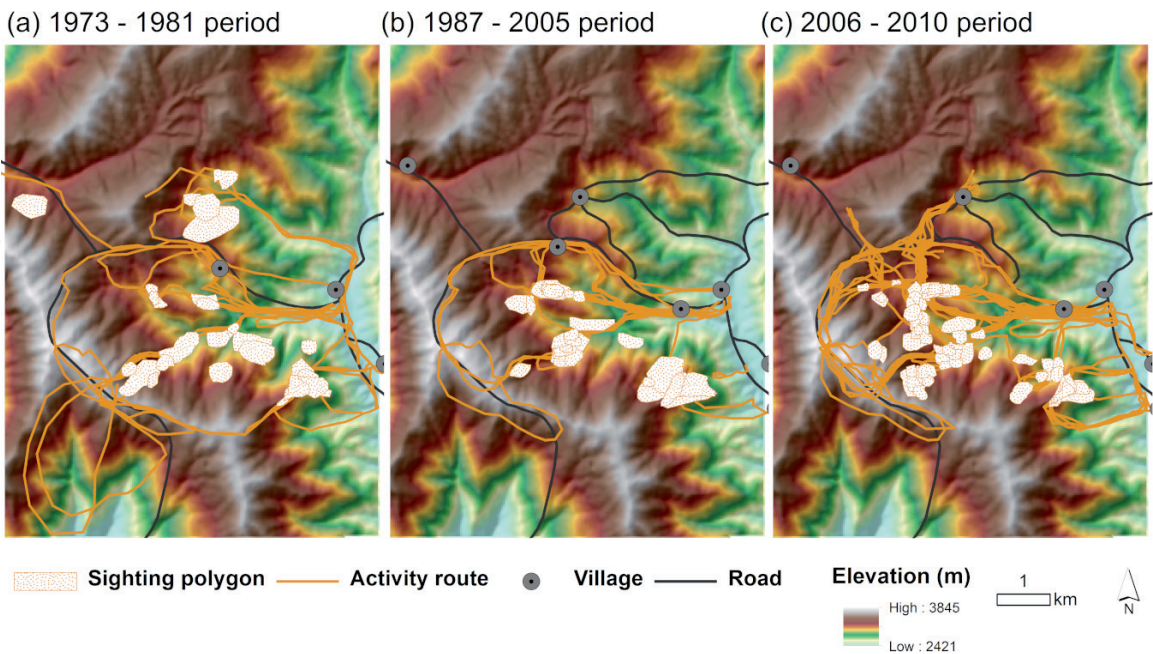 (a) 1973 - 1981 period
(b) 1987 - 2005 period
(c) 2006 - 2010 period
Sighting polygon
Activity route
Village
Road
Elevation (m)
High : 3845
Low : 2421
1
km
N